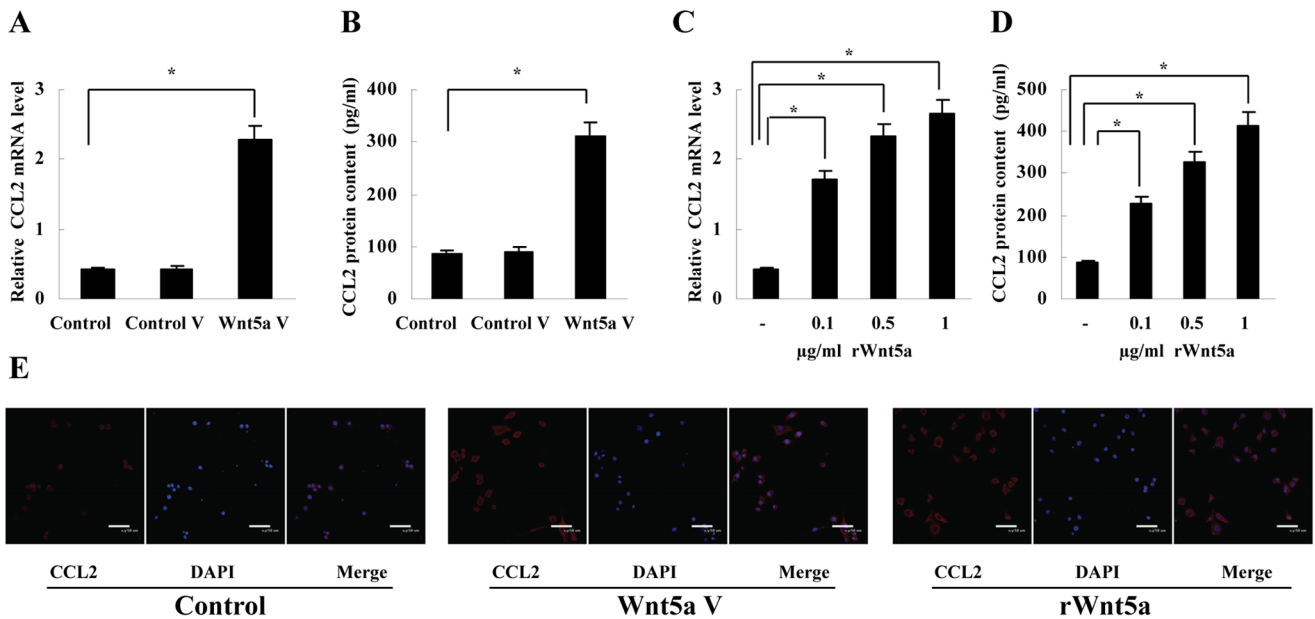 A
Relative CCL2 mRNA level
3
2
1
0
*
Control Control V Wnt5a V
B
CCL2 protein content (pg/ml)
400
300
200
100
0
*
Control Control V Wnt5a V
C
Relative CCL2 mRNA level
3
2
1
0
*
*
*
- 0.1 0.5 1
μg/ml rWnt5a
D
CCL2 protein content (pg/ml)
500
400
300
200
100
0
*
*
*
- 0.1 0.5 1
μg/ml rWnt5a
E
CCL2 DAPI Merge
Control
CCL2 DAPI Merge
Wnt5a V
CCL2 DAPI Merge
rWnt5a